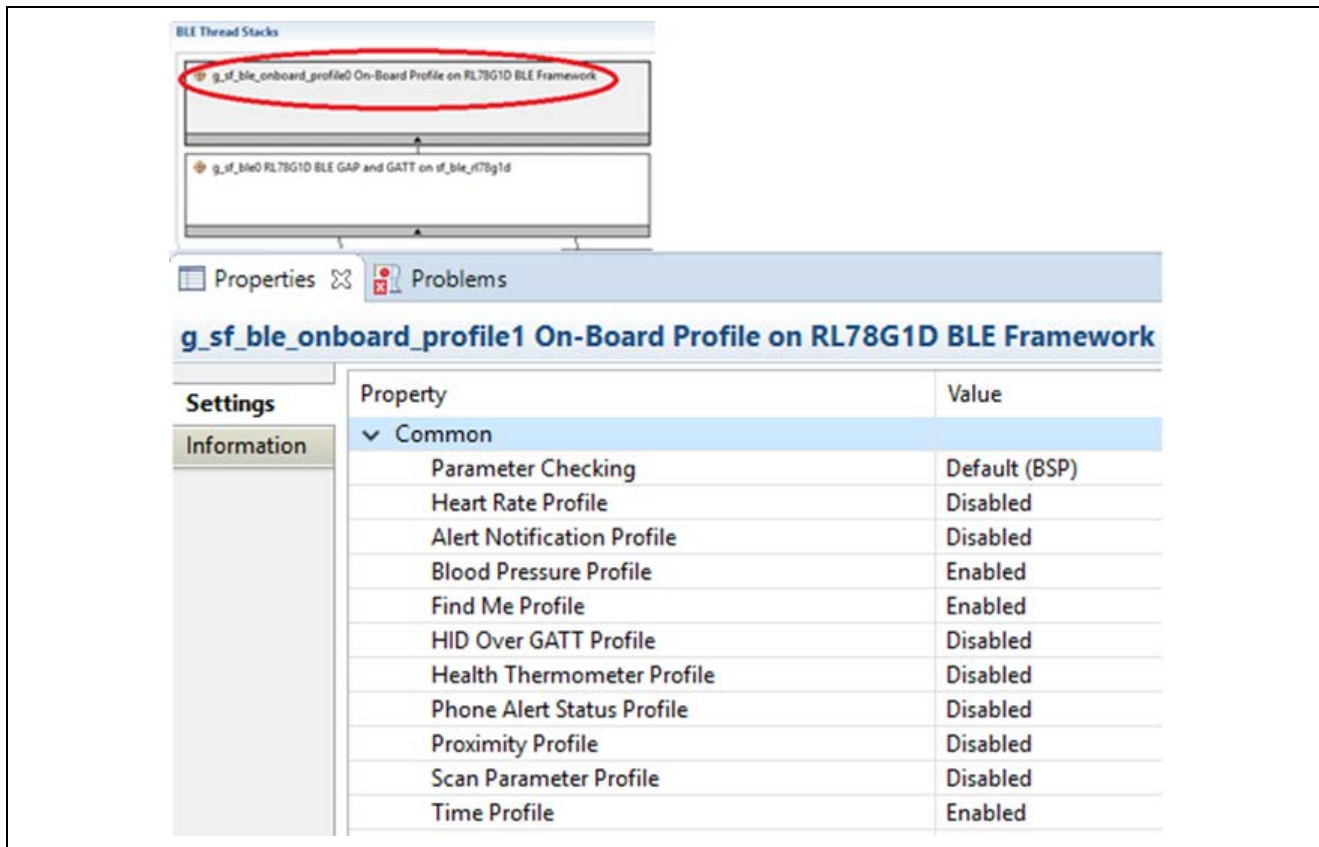 BLE Thread Stacks
g_sf_ble_onboard_profile0 On-Board Profile on RL78G1D BLE Framework
g_sf_ble0 RL78G1D BLE GAP and GATT on sf_ble_rl78g1d
Properties Problems
g_sf_ble_onboard_profile1 On-Board Profile on RL78G1D BLE Framework
Settings
Information
Property Value
Common
Parameter Checking Default (BSP)
Heart Rate Profile Disabled
Alert Notification Profile Disabled
Blood Pressure Profile Enabled
Find Me Profile Enabled
HID Over GATT Profile Disabled
Health Thermometer Profile Disabled
Phone Alert Status Profile Disabled
Proximity Profile Disabled
Scan Parameter Profile Disabled
Time Profile Enabled